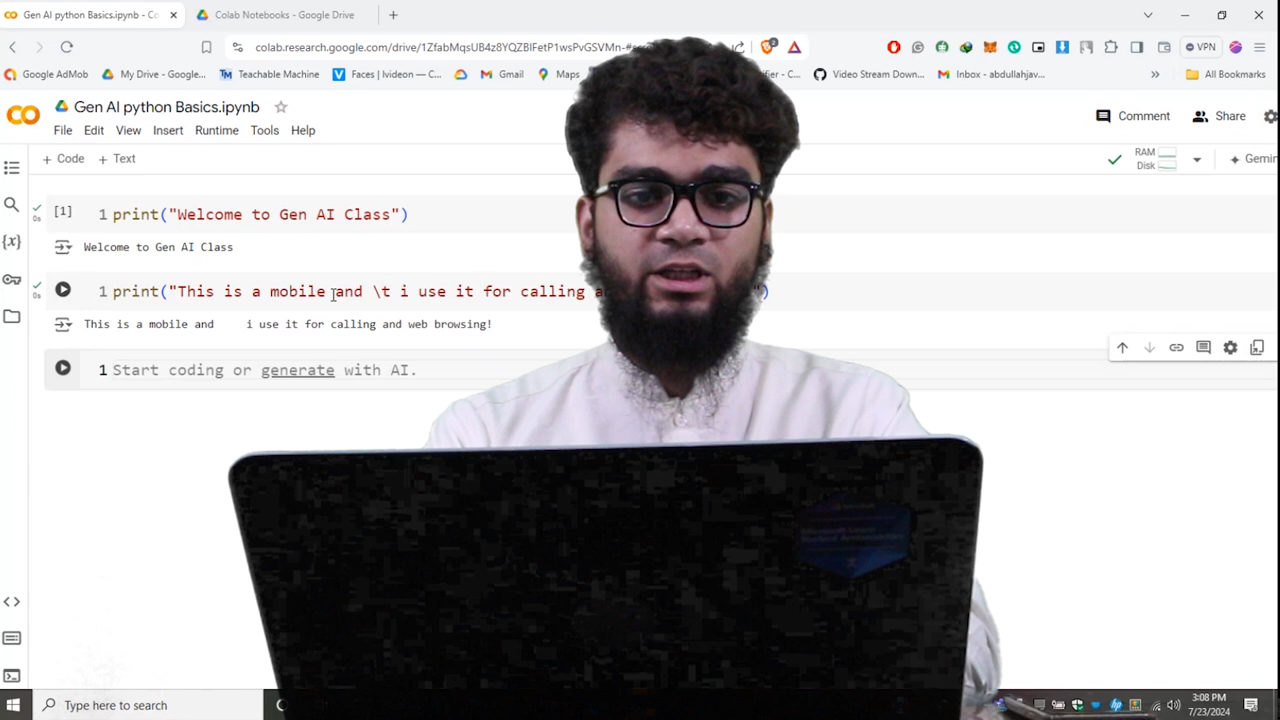 Gen AI python Basics.ipynb - Co
Colab Notebooks - Google Drive
colab.research.google.com/drive/
Google AdMob
My Drive - Google...
Teachable Machine
Faces | Ivideon — C...
Gmail
Maps
ifier - C...
Video Stream Down...
Inbox - abdullahjav...
All Bookmarks
VPN
Gen AI python Basics.ipynb
File Edit View Insert Runtime Tools Help
Comment
Share
+ Code + Text
RAM
Disk
Gemin
[1] 1 print("Welcome to Gen AI Class")
Welcome to Gen AI Class
1 print("This is a mobile and \t i use it for calling a ")
This is a mobile and i use it for calling and web browsing!
1 Start coding or generate with AI.
Type here to search
3:08 PM
7/23/2024